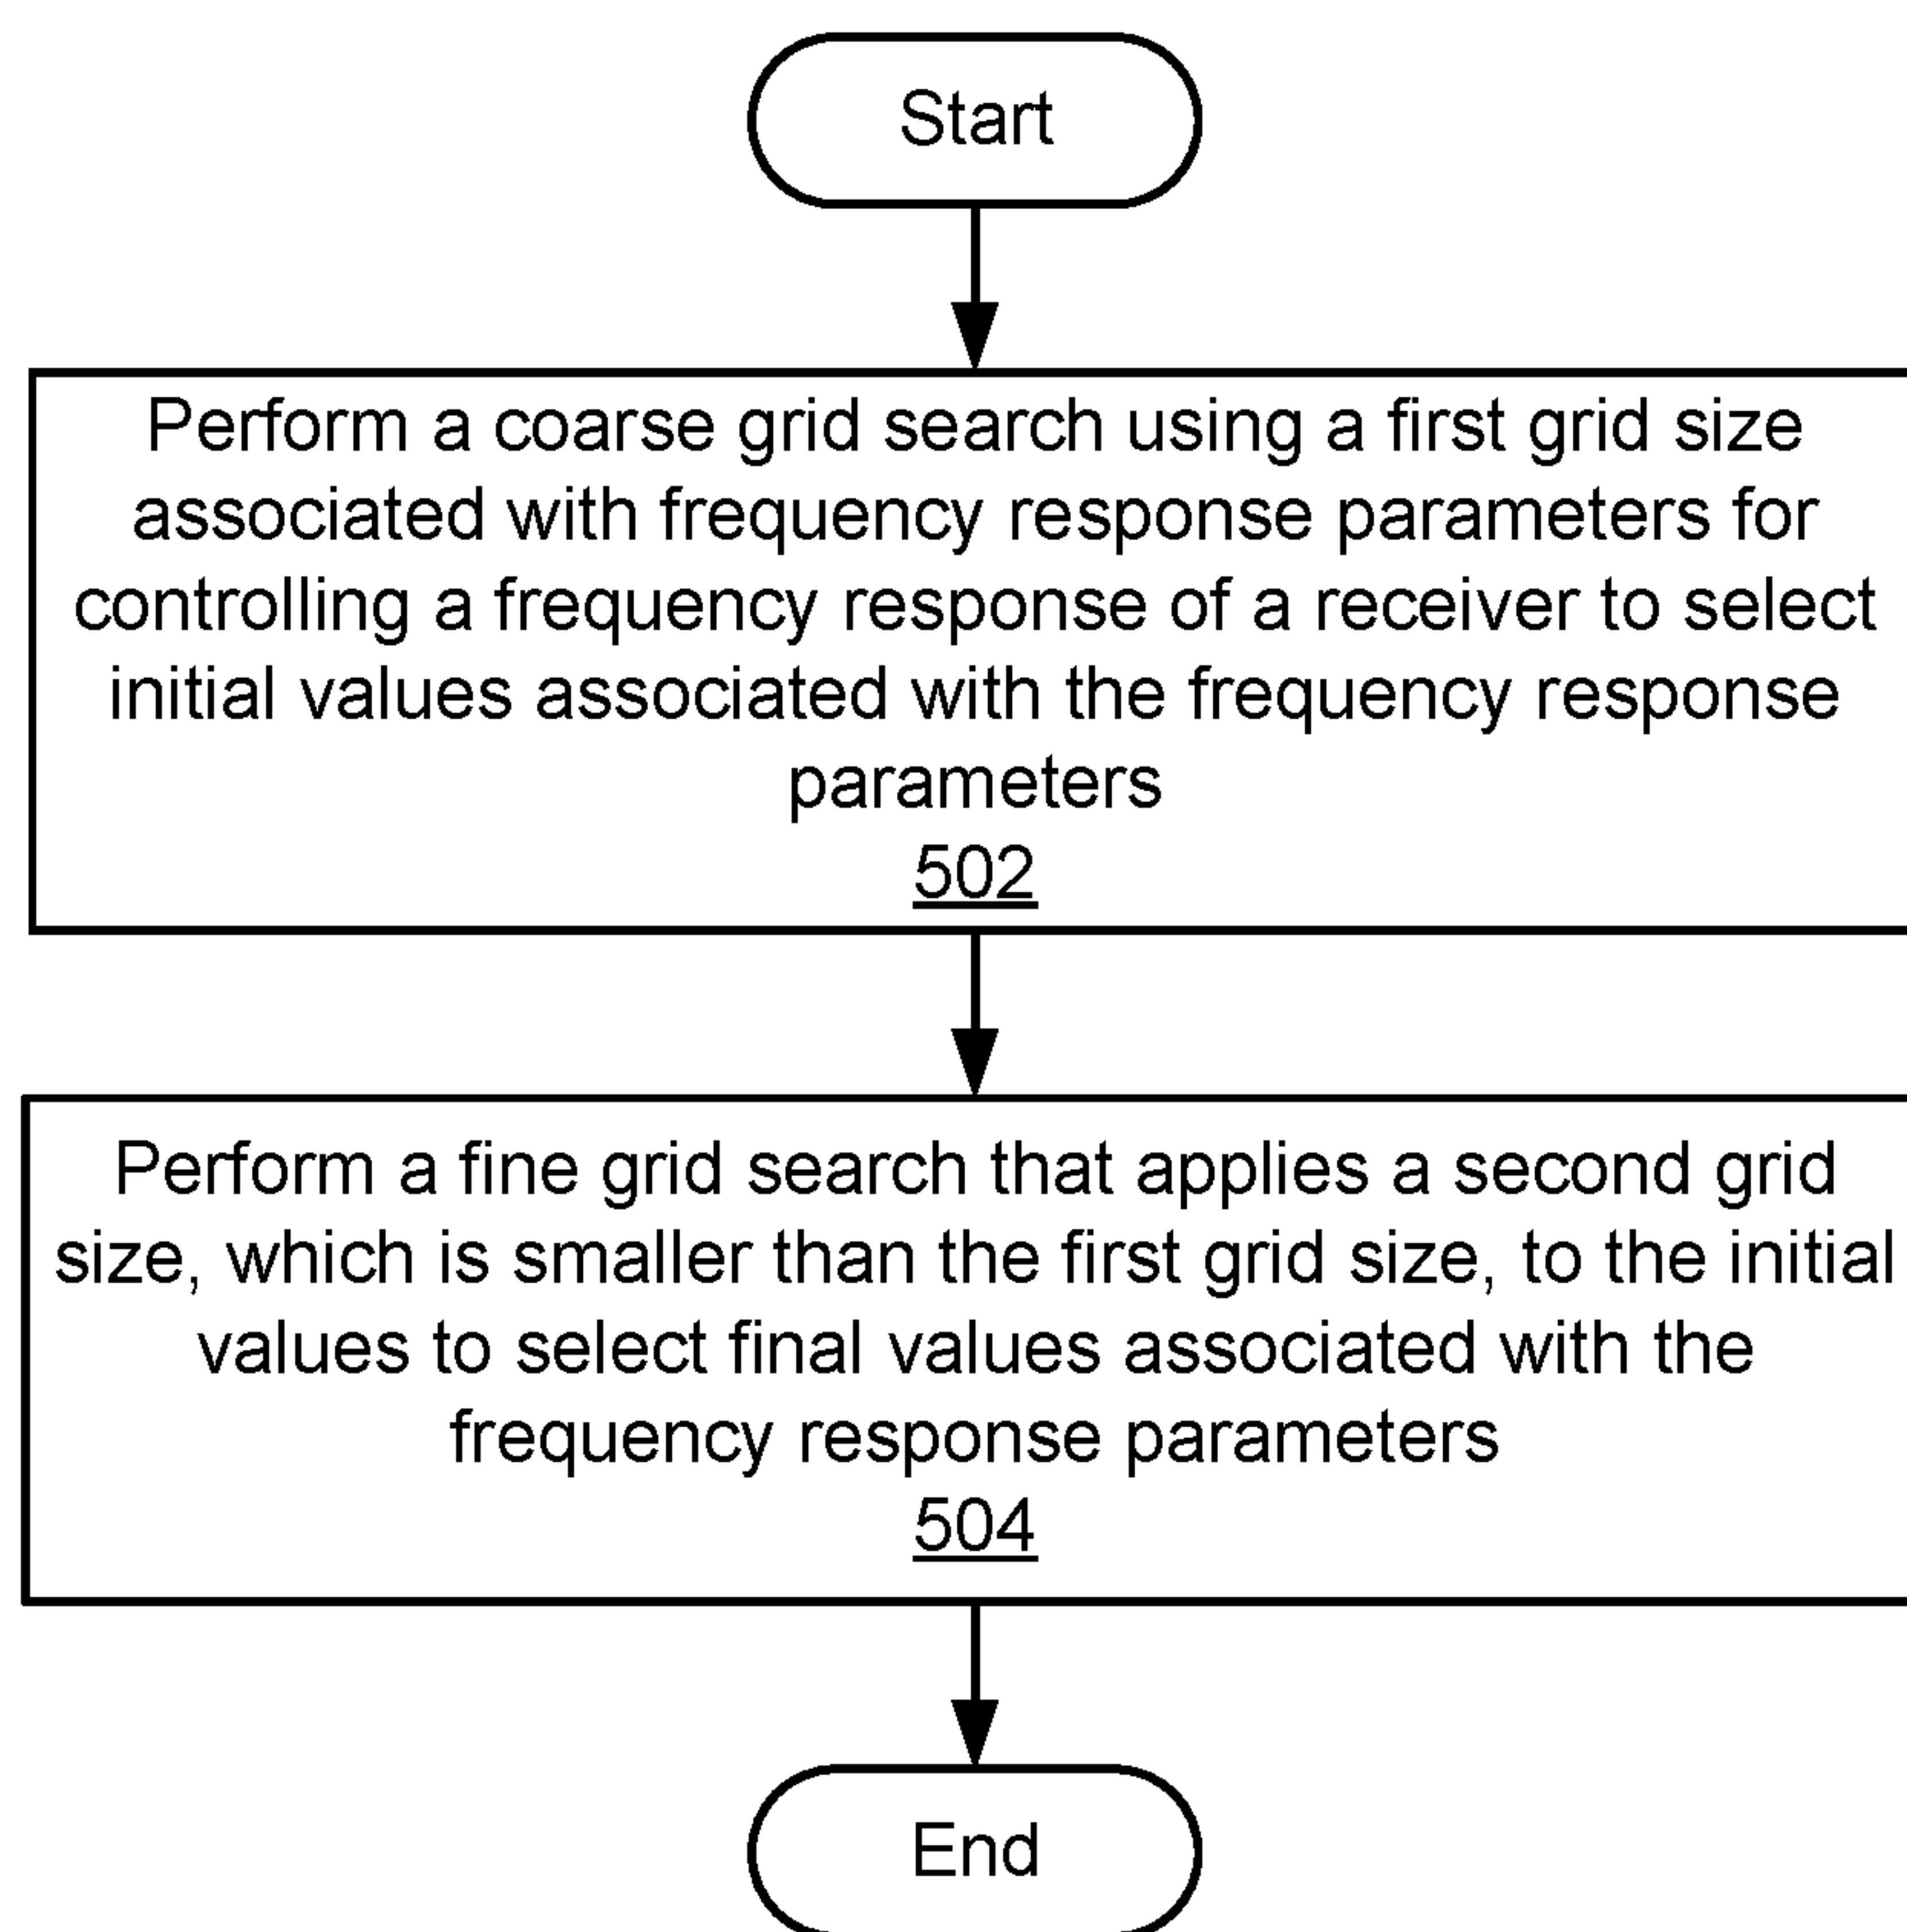 Start
Perform a coarse grid search using a first grid size
associated with frequency response parameters for
controlling a frequency response of a receiver to select
initial values associated with the frequency response
parameters
502
Perform a fine grid search that applies a second grid
size, which is smaller than the first grid size, to the initial
values to select final values associated with the
frequency response parameters
504
End